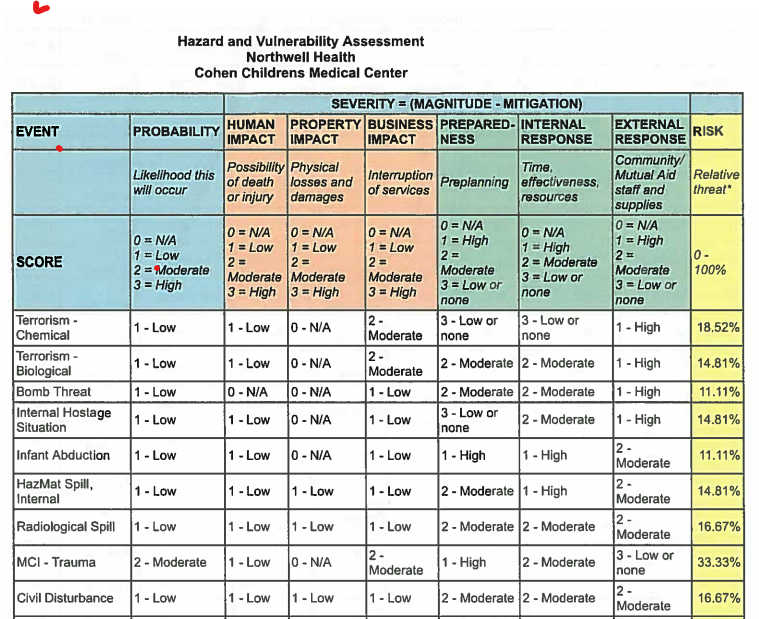 Hazard and Vulnerability Assessment
Northwell Health
Cohen Childrens Medical Center
SEVERITY = (MAGNITUDE - MITIGATION)
EVENT PROBABILITY HUMAN IMPACT PROPERTY IMPACT BUSINESS IMPACT PREPARED-NESS INTERNAL RESPONSE EXTERNAL RESPONSE RISK
Likelihood this will occur Possibility of death or injury Physical losses and damages Interruption of services Preplanning Time, effectiveness, resources Community/ Mutual Aid staff and supplies Relative threat*
SCORE 0 = N/A 1 = Low 2 = Moderate 3 = High 0 = N/A 1 = Low 2 = Moderate 3 = High 0 = N/A 1 = Low 2 = Moderate 3 = High 0 = N/A 1 = Low 2 = Moderate 3 = High 0 = N/A 1 = High 2 = Moderate 3 = Low or none 0 = N/A 1 = High 2 = Moderate 3 = Low or none 0 = N/A 1 = High 2 = Moderate 3 = Low or none 0 - 100%
Terrorism - Chemical 1 - Low 1 - Low 0 - N/A 2 - Moderate 3 - Low or none 3 - Low or none 1 - High 18.52%
Terrorism - Biological 1 - Low 1 - Low 0 - N/A 2 - Moderate 2 - Moderate 2 - Moderate 1 - High 14.81%
Bomb Threat 1 - Low 0 - N/A 0 - N/A 1 - Low 2 - Moderate 2 - Moderate 1 - High 11.11%
Internal Hostage Situation 1 - Low 1 - Low 0 - N/A 1 - Low 3 - Low or none 2 - Moderate 1 - High 14.81%
Infant Abduction 1 - Low 1 - Low 0 - N/A 1 - Low 1 - High 1 - High 2 - Moderate 11.11%
HazMat Spill, Internal 1 - Low 1 - Low 1 - Low 1 - Low 2 - Moderate 1 - High 2 - Moderate 14.81%
Radiological Spill 1 - Low 1 - Low 1 - Low 1 - Low 2 - Moderate 2 - Moderate 2 - Moderate 16.67%
MCI - Trauma 2 - Moderate 1 - Low 0 - N/A 2 - Moderate 1 - High 2 - Moderate 3 - Low or none 33.33%
Civil Disturbance 1 - Low 1 - Low 1 - Low 1 - Low 2 - Moderate 2 - Moderate 2 - Moderate 16.67%